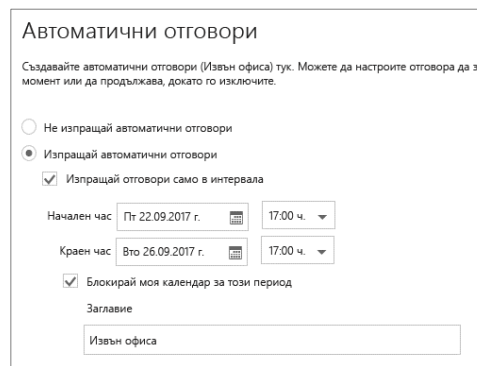 Автоматични отговори
Създавайте автоматични отговори (Извън офиса) тук. Можете да настроите отговора да з
момент или да продължава, докато го изключите.
Не изпращай автоматични отговори
Изпращай автоматични отговори
Изпращай отговори само в интервала
Начален час Пт 22.09.2017 г. 17:00 ч.
Краен час Вто 26.09.2017 г. 17:00 ч.
Блокирай моя календар за този период
Заглавие
Извън офиса